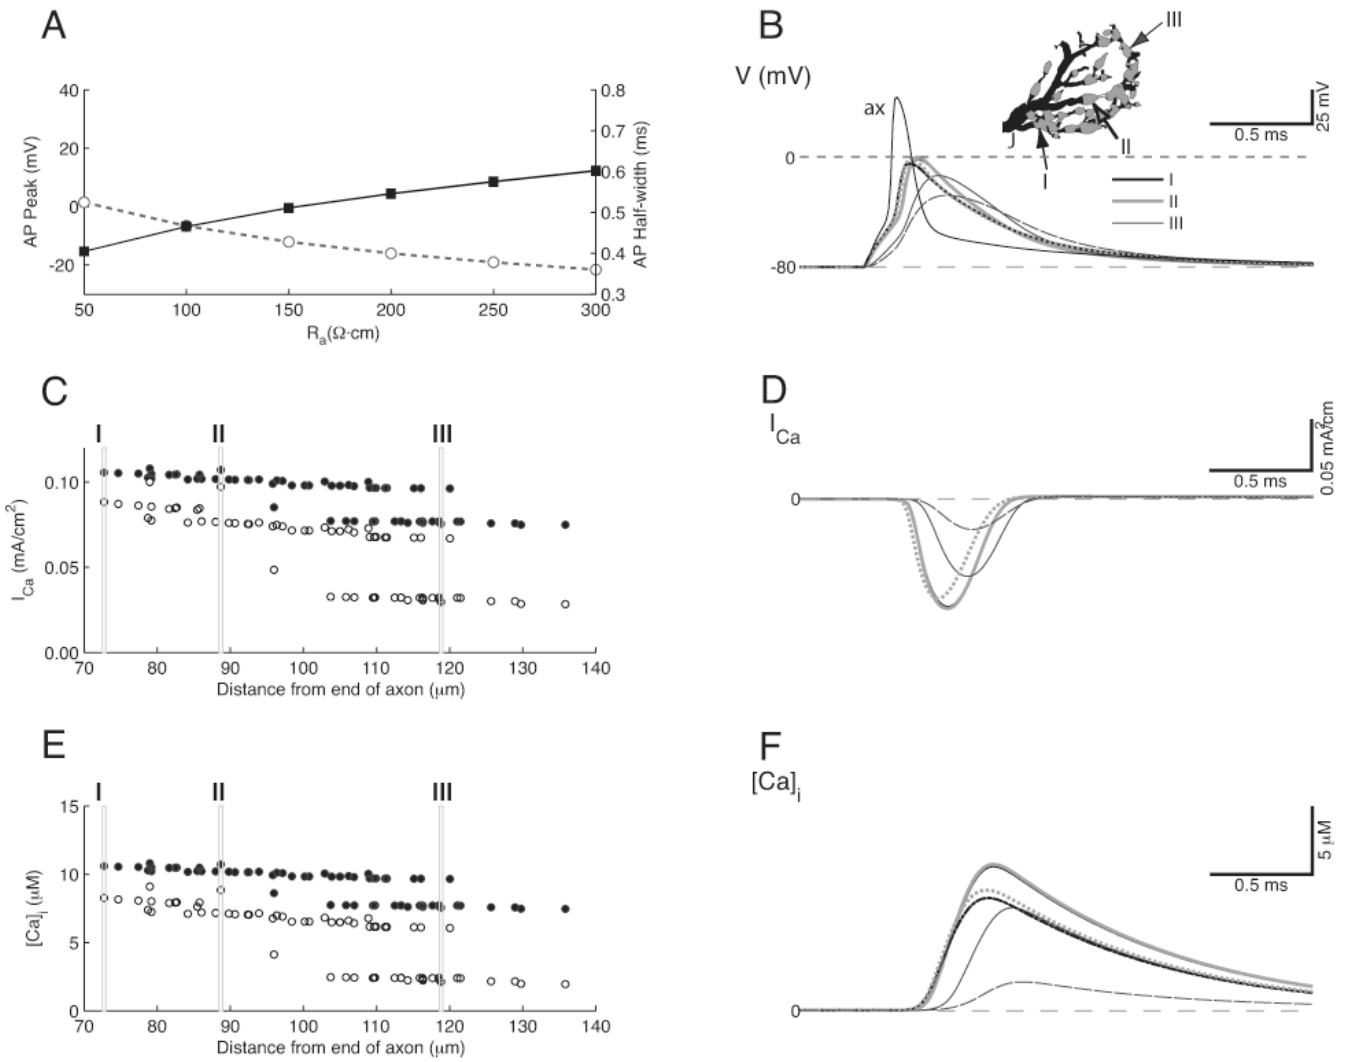 A
AP Peak (mV)
40
20
0
-20
0.8
0.7
0.6
0.5
0.4
0.3
AP Half-width (ms)
50 100 150 200 250 300
Ra(Ω·cm)
B
V (mV)
ax
III
II
I
25 mV
0.5 ms
0
-80
I
II
III
C
I II III
ICa (mA/cm2)
0.10
0.05
0.00
70 80 90 100 110 120 130 140
Distance from end of axon (μm)
D
ICa
0.05 mA/cm2
0.5 ms
0
E
I II III
[Ca]i (μM)
15
10
5
0
70 80 90 100 110 120 130 140
Distance from end of axon (μm)
F
[Ca]i
5 μM
0.5 ms
0